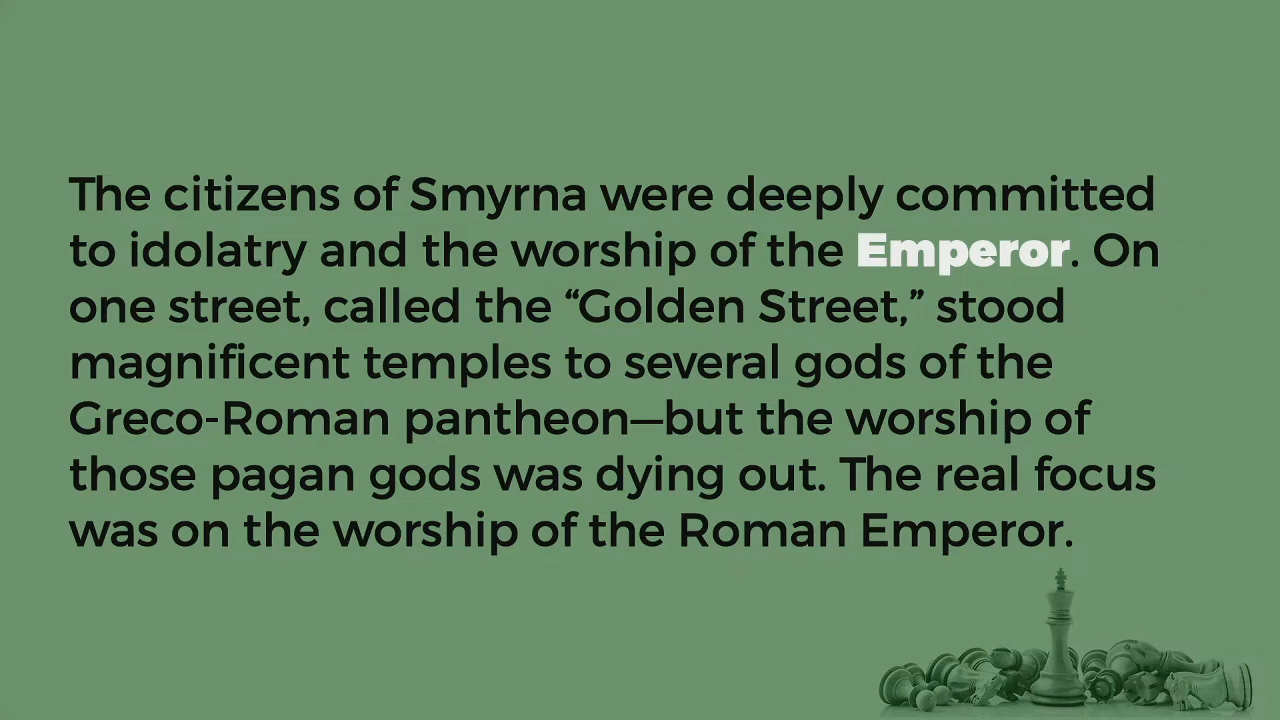 The citizens of Smyrna were deeply committed
to idolatry and the worship of the Emperor. On
one street, called the “Golden Street,” stood
magnificent temples to several gods of the
Greco-Roman pantheon—but the worship of
those pagan gods was dying out. The real focus
was on the worship of the Roman Emperor.